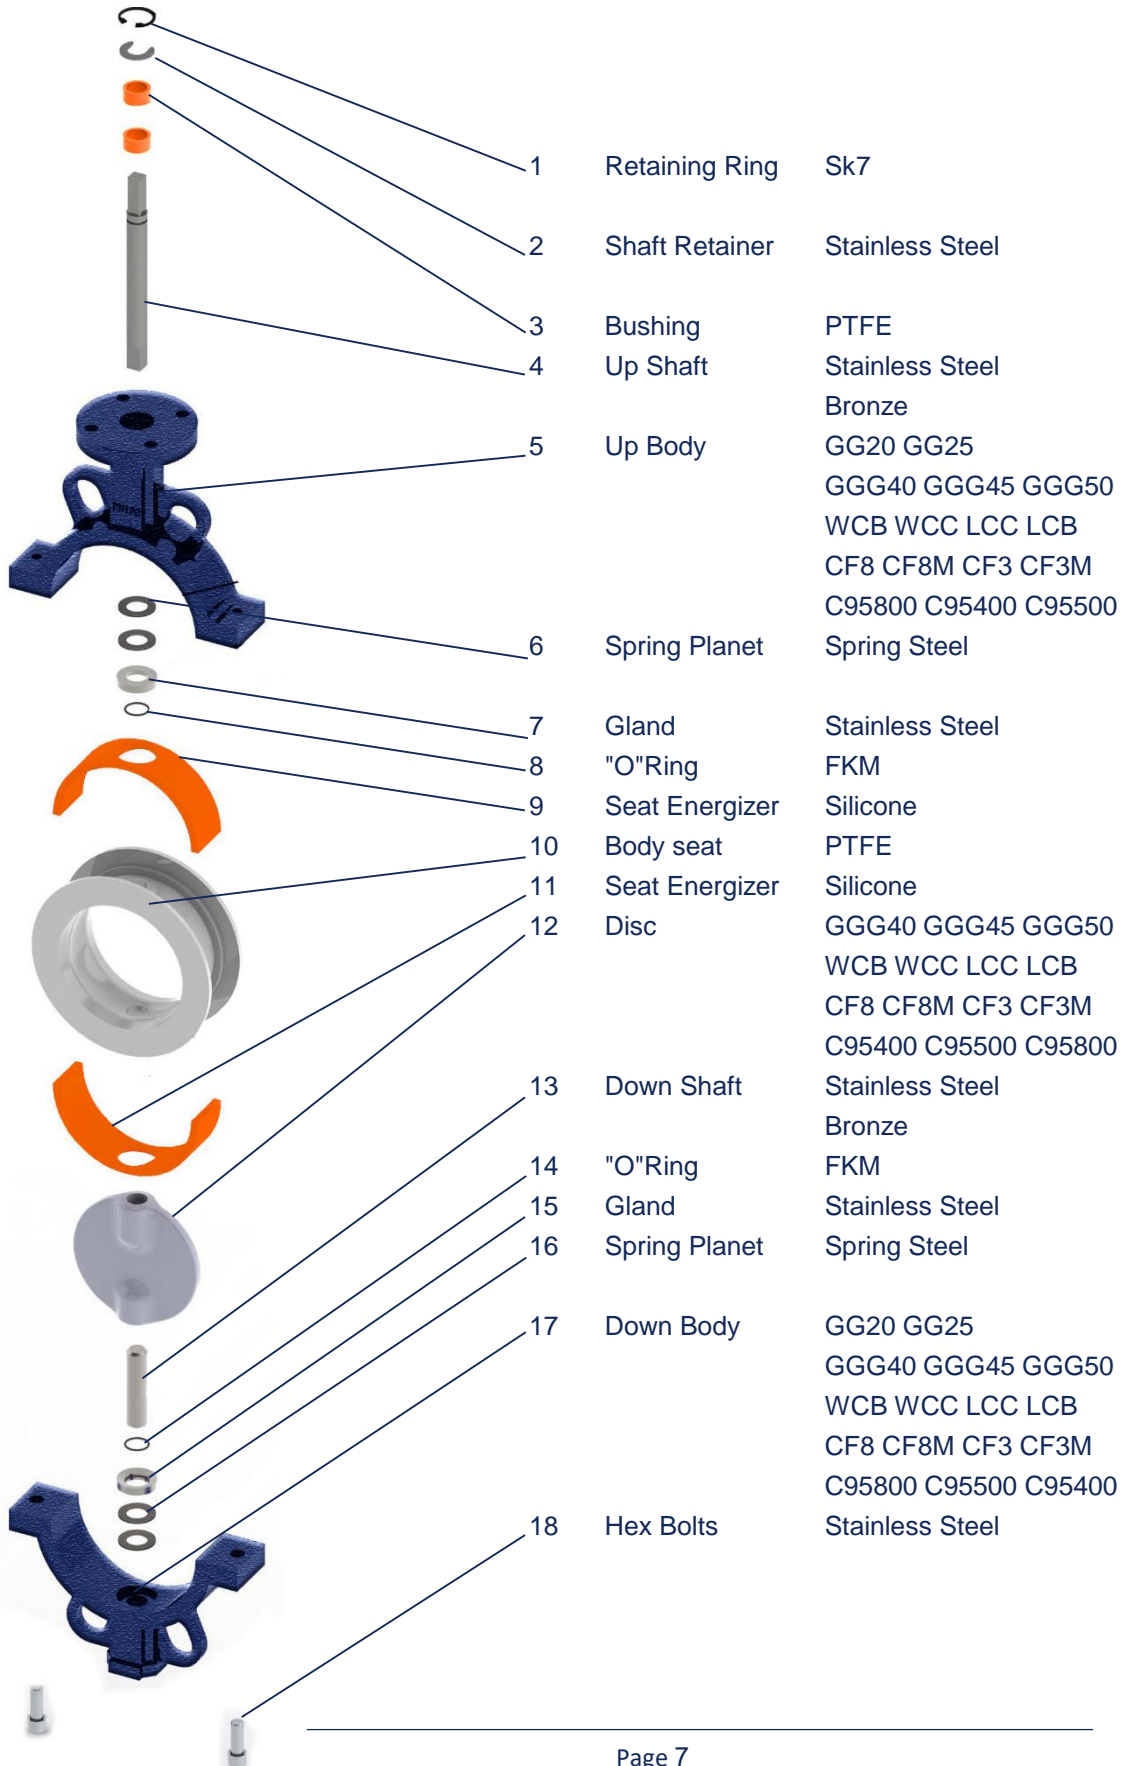 1 Retaining Ring Sk7
2 Shaft Retainer Stainless Steel
3 Bushing PTFE
4 Up Shaft Stainless Steel
Bronze
5 Up Body GG20 GG25
GGG40 GGG45 GGG50
WCB WCC LCC LCB
CF8 CF8M CF3 CF3M
C95800 C95400 C95500
6 Spring Planet Spring Steel
7 Gland Stainless Steel
8 "O"Ring FKM
9 Seat Energizer Silicone
10 Body seat PTFE
11 Seat Energizer Silicone
12 Disc GGG40 GGG45 GGG50
WCB WCC LCC LCB
CF8 CF8M CF3 CF3M
C95400 C95500 C95800
13 Down Shaft Stainless Steel
Bronze
14 "O"Ring FKM
15 Gland Stainless Steel
16 Spring Planet Spring Steel
17 Down Body GG20 GG25
GGG40 GGG45 GGG50
WCB WCC LCC LCB
CF8 CF8M CF3 CF3M
C95800 C95500 C95400
18 Hex Bolts Stainless Steel
Page 7